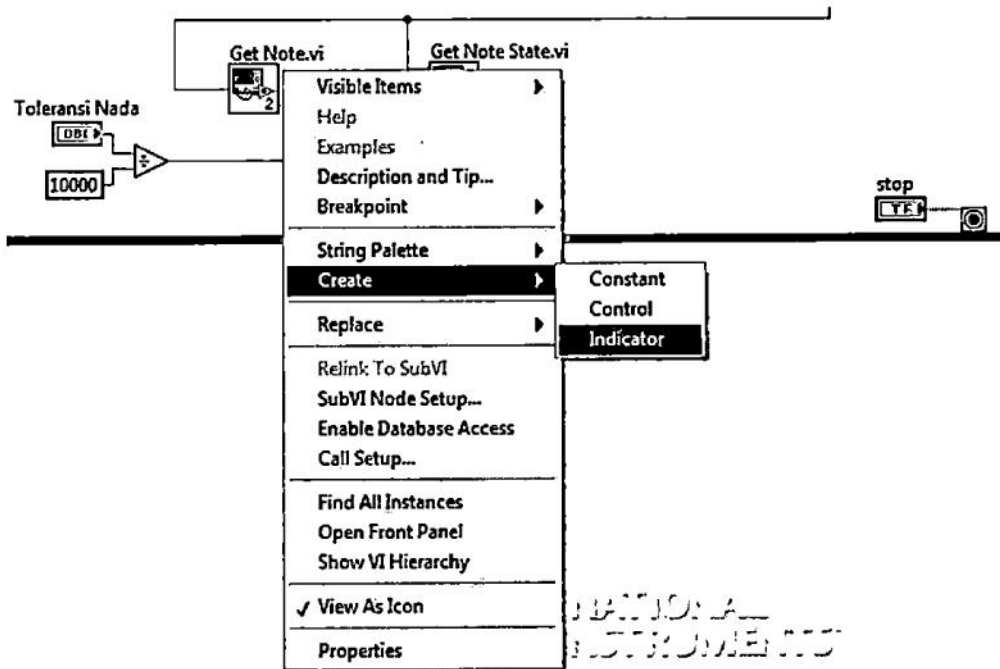 Get Note.vi
Get Note State.vi
2
Toleransi Nada
DBL
10000
stop
TF
Visible Items
Help
Examples
Description and Tip...
Breakpoint
String Palette
Create
Constant
Control
Indicator
Replace
Relink To SubVI
SubVI Node Setup...
Enable Database Access
Call Setup...
Find All Instances
Open Front Panel
Show VI Hierarchy
View As Icon
Properties
NATIONAL
INSTRUMENTS